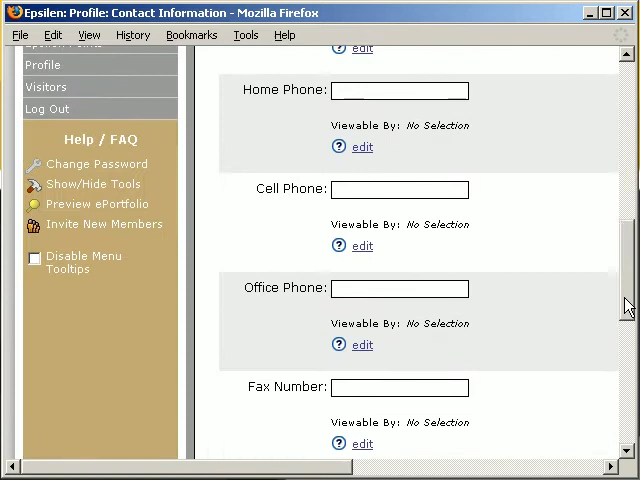 Epsilen: Profile: Contact Information - Mozilla Firefox
File Edit View History Bookmarks Tools Help
Epsilen Points
edit
Profile
Home Phone:
Visitors
Log Out
Viewable By: No Selection
Help / FAQ
edit
Change Password
Show/Hide Tools
Cell Phone:
Preview ePortfolio
Invite New Members
Viewable By: No Selection
edit
Disable Menu
Tooltips
Office Phone:
Viewable By: No Selection
edit
Fax Number:
Viewable By: No Selection
edit